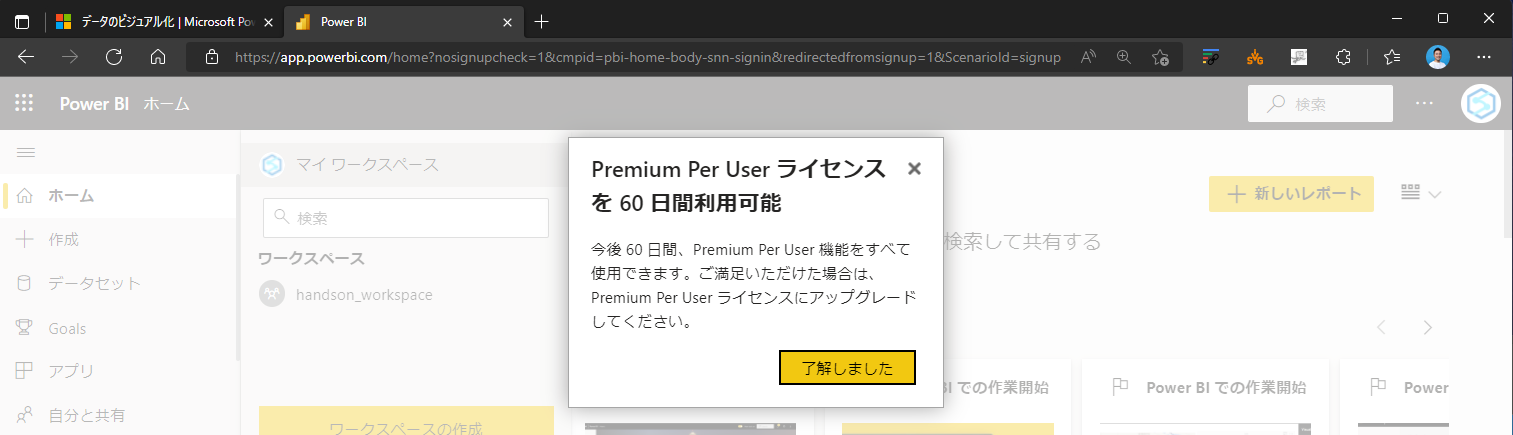 データのビジュアル化 | Microsoft Pow
Power BI
https://app.powerbi.com/home?nosignupcheck=1&cmpid=pbi-home-body-snn-signin&redirectedfromsignup=1&ScenarioId=signup
Power BI ホーム
検索
マイ ワークスペース
ホーム
検索
作成
ワークスペース
データセット
handson_workspace
Goals
アプリ
自分と共有
ワークスペースの作成
Premium Per User ライセンス
を 60 日間利用可能
今後 60 日間、Premium Per User 機能をすべて
使用できます。ご満足いただけた場合は、
Premium Per User ライセンスにアップグレード
してください。
了解しました
新しいレポート
検索して共有する
BI での作業開始
Power BI での作業開始
Power